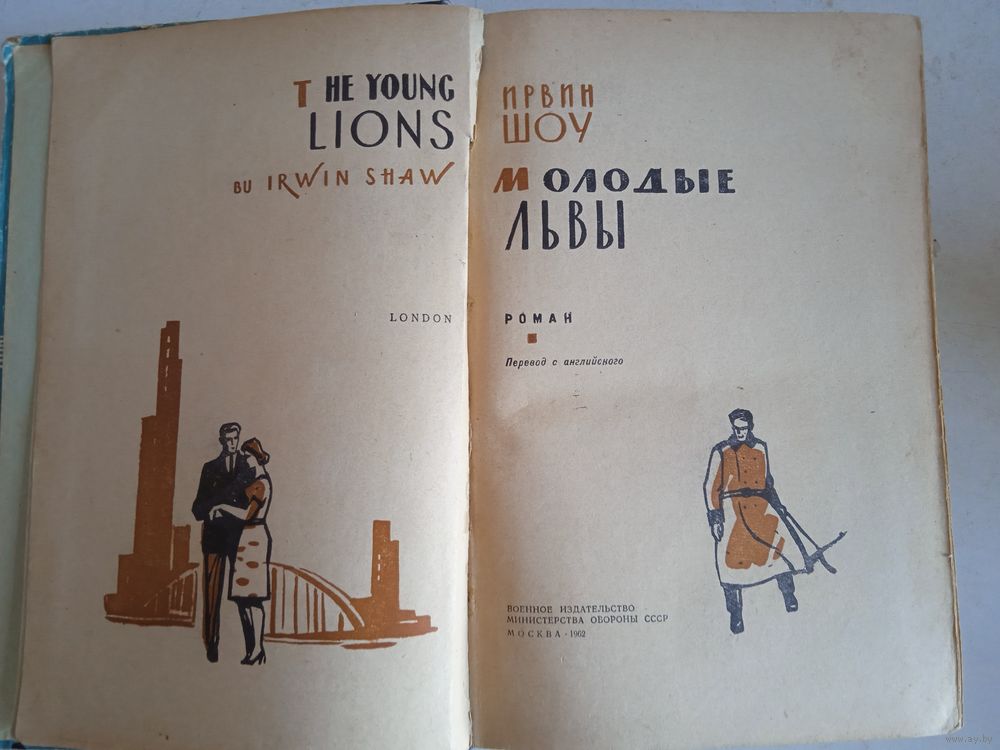 THE YOUNG
LIONS
BU IRWIN SHAW
LONDON
ИРВИН
ШОУ
МОЛОДЫЕ
ЛЬВЫ
РОМАН
Перевод с английского
ВОЕННОЕ ИЗДАТЕЛЬСТВО
МИНИСТЕРСТВА ОБОРОНЫ СССР
МОСКВА · 1962
www.ay.by